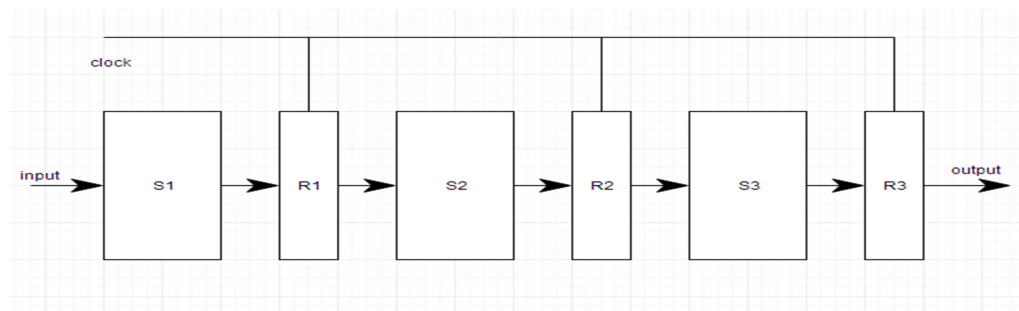 clock
input
S1
R1
S2
R2
S3
R3
output